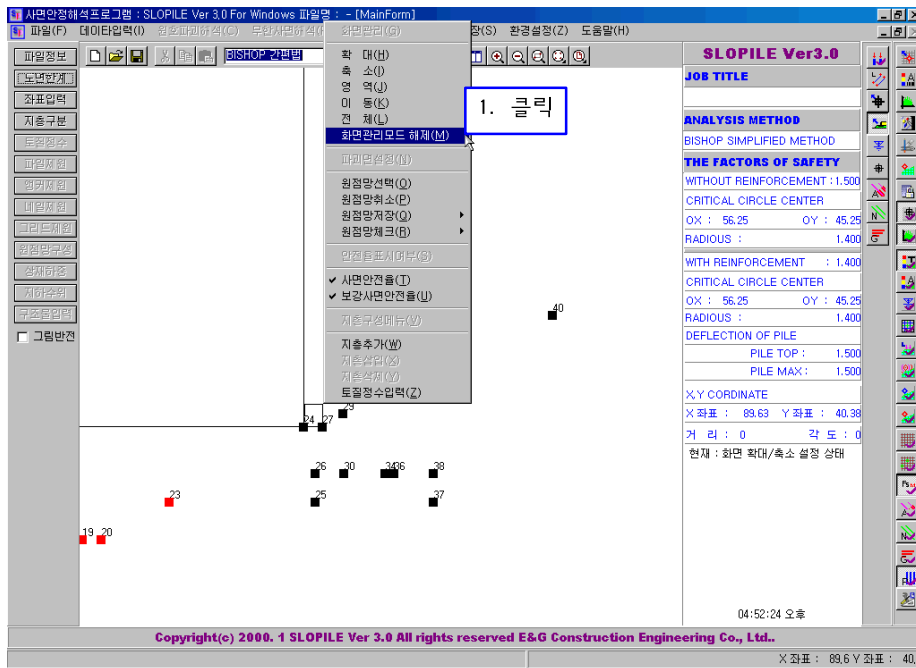 사면안정해석프로그램 : SLOPILE Ver 3.0 For Windows 파일명 : - [MainForm]
파일(F) 데이타입력(I) 원호파괴해석(C) 무한사면해석( 장(S) 환경설정(Z) 도움말(H)
파일정보
도면한계
좌표입력
지층구분
토질정수
파일제원
앵커제원
네일제원
그리드제원
원점망구성
상재하중
지하수위
구조물입력
그림반전
BISHOP 간편법
화면관리(G)
확 대(H)
축 소(I)
영 역(J)
이 동(K)
전 체(L)
화면관리모드 해제(M)
파괴면설정(N)
원점망선택(O)
원점망취소(P)
원점망저장(Q)
원점망체크(R)
안전율표시여부(S)
사면안전율(T)
보강사면안전율(U)
지층구성메뉴(V)
지층추가(W)
지층삽입(X)
지층삭제(Y)
토질정수입력(Z)
1. 클릭
40
29
24 27
26 30 34 36 38
23 25 37
19 20
SLOPILE Ver3.0
JOB TITLE
ANALYSIS METHOD
BISHOP SIMPLIFIED METHOD
THE FACTORS OF SAFETY
WITHOUT REINFORCEMENT : 1.500
CRITICAL CIRCLE CENTER
OX : 56.25 OY : 45.25
RADIOUS : 1.400
WITH REINFORCEMENT : 1.400
CRITICAL CIRCLE CENTER
OX : 56.25 OY : 45.25
RADIOUS : 1.400
DEFLECTION OF PILE
PILE TOP : 1.500
PILE MAX : 1.500
X,Y CORDINATE
X 좌표 : 89.63 Y 좌표 : 40.38
거 리 : 0 각 도 : 0
현재 : 화면 확대/축소 설정 상태
04:52:24 오후
Copyright(c) 2000. 1 SLOPILE Ver 3.0 All rights reserved E&G Construction Engineering Co., Ltd..
X 좌표 : 89.6 Y 좌표 : 40.